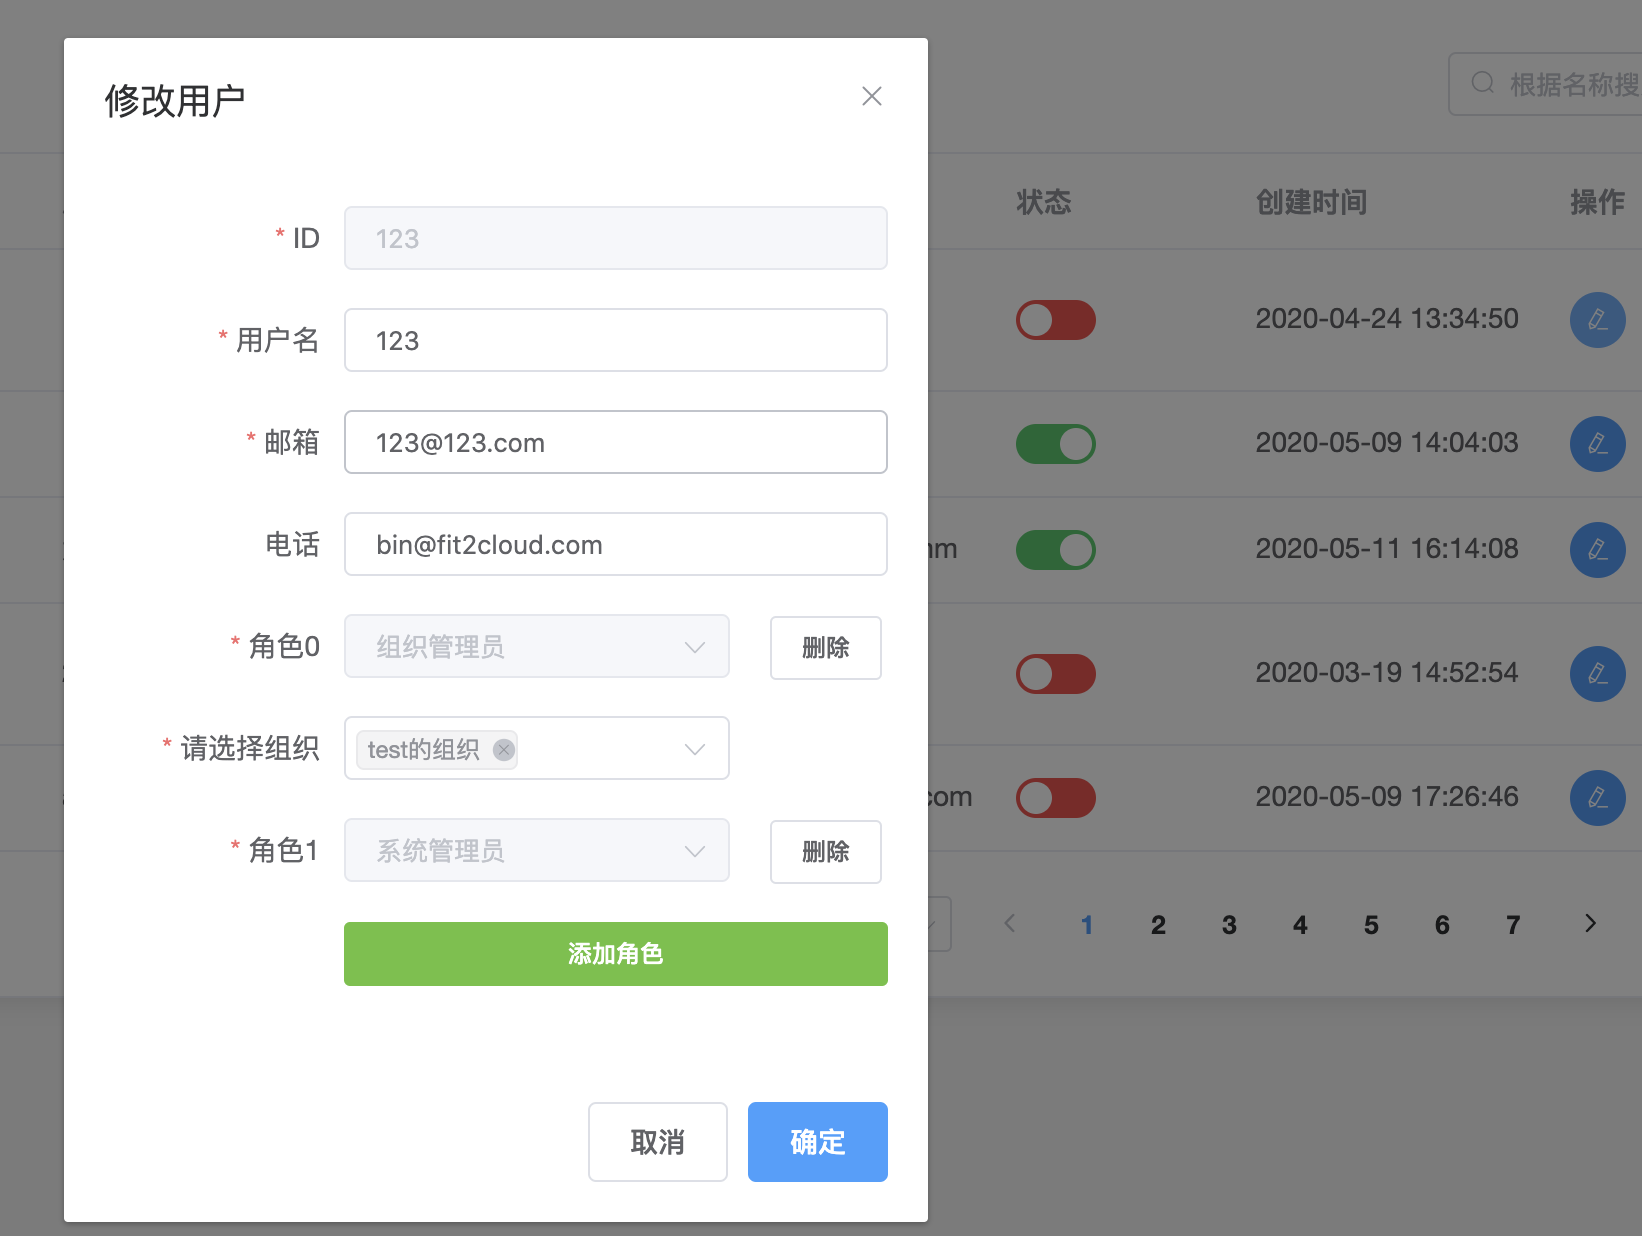 修改用户
* ID 123
* 用户名 123
* 邮箱 123@123.com
电话 bin@fit2cloud.com
* 角色0 组织管理员 删除
* 请选择组织 test的组织
* 角色1 系统管理员 删除
添加角色
取消 确定
根据名称搜
状态 创建时间 操作
2020-04-24 13:34:50
2020-05-09 14:04:03
2020-05-11 16:14:08
2020-03-19 14:52:54
com 2020-05-09 17:26:46
1 2 3 4 5 6 7